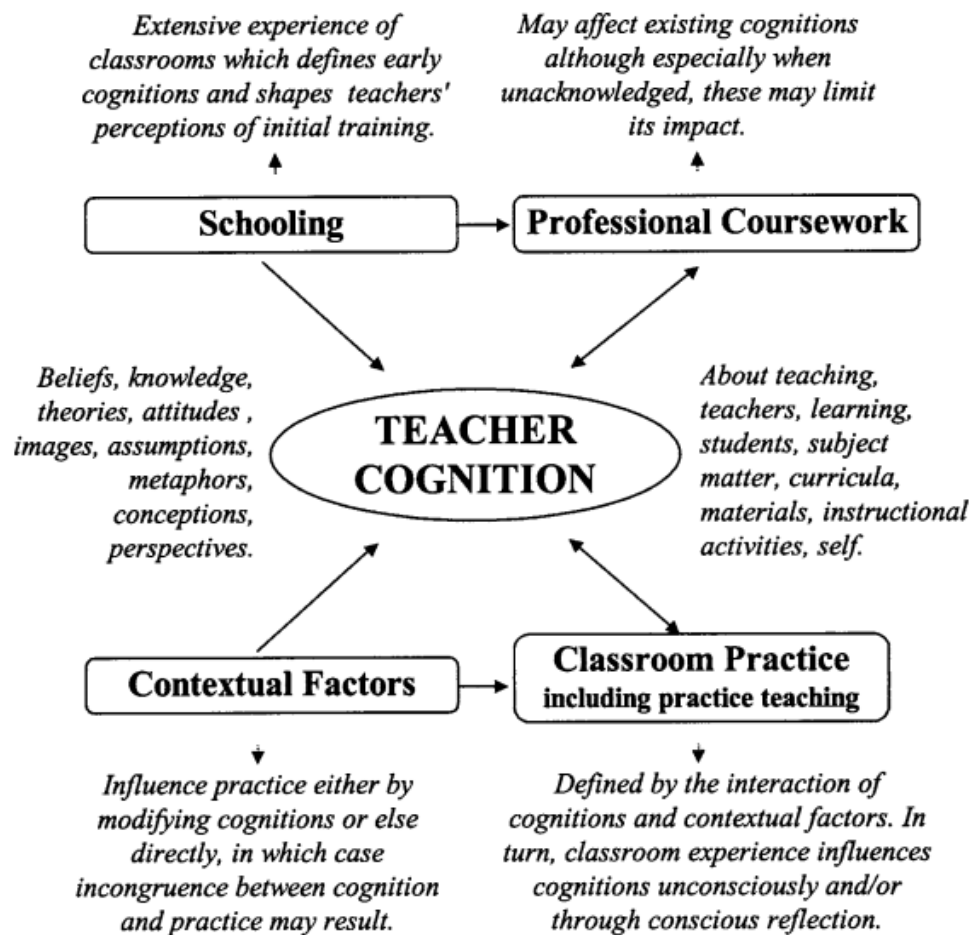 Extensive experience of
classrooms which defines early
cognitions and shapes teachers'
perceptions of initial training.
May affect existing cognitions
although especially when
unacknowledged, these may limit
its impact.
Schooling
Professional Coursework
Beliefs, knowledge,
theories, attitudes ,
images, assumptions,
metaphors,
conceptions,
perspectives.
TEACHER
COGNITION
About teaching,
teachers, learning,
students, subject
matter, curricula,
materials, instructional
activities, self.
Contextual Factors
Classroom Practice
including practice teaching
Influence practice either by
modifying cognitions or else
directly, in which case
incongruence between cognition
and practice may result.
Defined by the interaction of
cognitions and contextual factors. In
turn, classroom experience influences
cognitions unconsciously and/or
through conscious reflection.